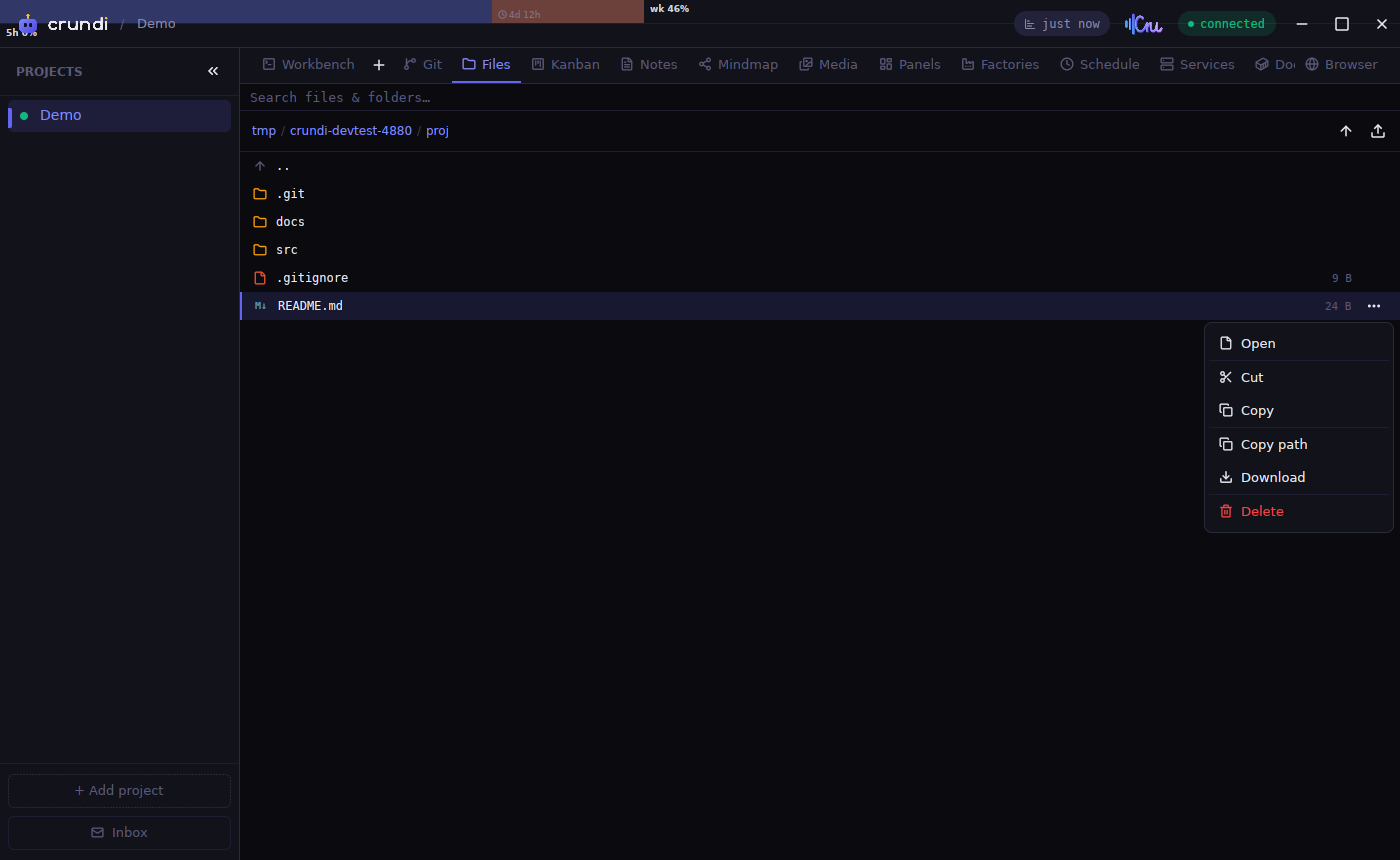 5h 0%
4d 12h
wk 46%
crundi / Demo
just now
Cru
connected
PROJECTS
Demo
Workbench
Git
Files
Kanban
Notes
Mindmap
Media
Panels
Factories
Schedule
Services
Doc
Browser
Search files & folders…
tmp / crundi-devtest-4880 / proj
..
.git
docs
src
.gitignore 9 B
M↓ README.md 24 B
Open
Cut
Copy
Copy path
Download
Delete
+ Add project
Inbox